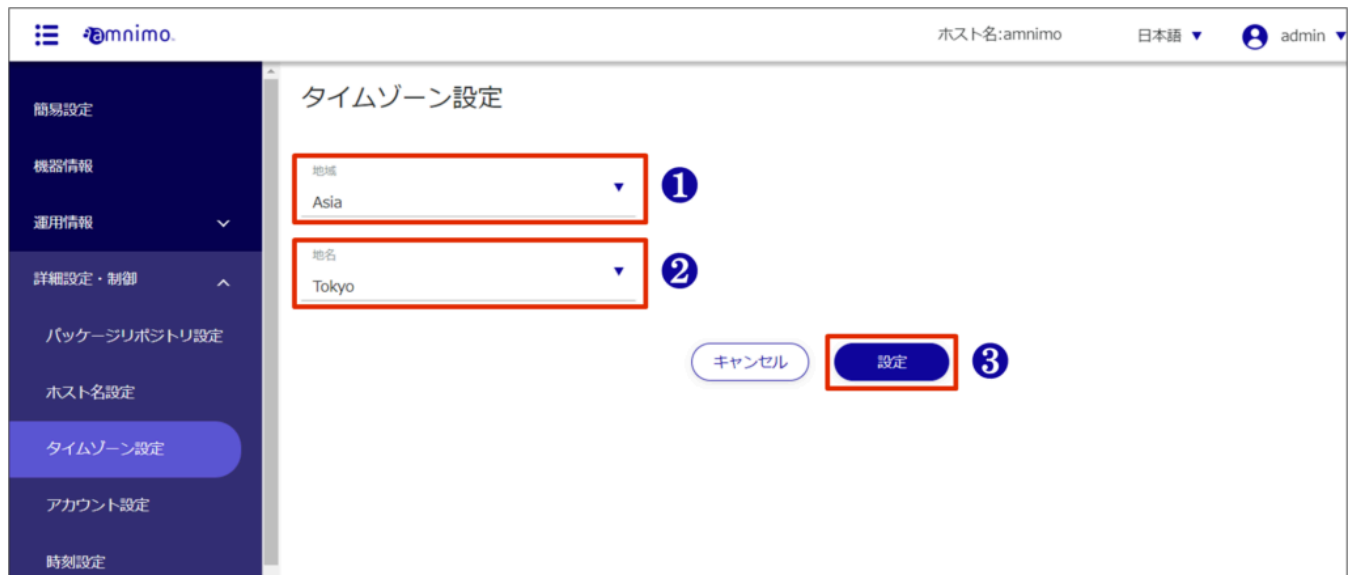 amnimo.
ホスト名:amnimo
日本語 ▼
admin ▼
簡易設定
機器情報
運用情報
詳細設定・制御
パッケージリポジトリ設定
ホスト名設定
タイムゾーン設定
アカウント設定
時刻設定
タイムゾーン設定
地域
Asia
❶
地名
Tokyo
❷
キャンセル
設定
❸